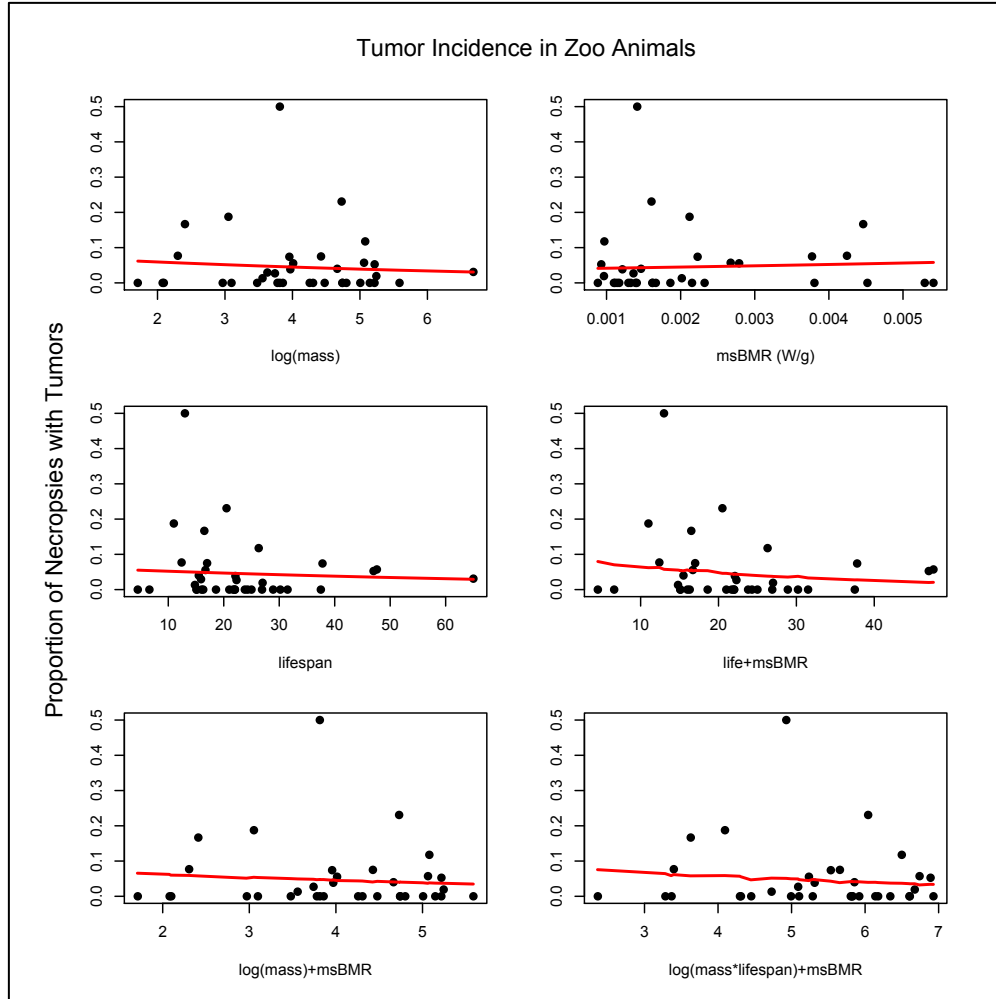 Tumor Incidence in Zoo Animals
Proportion of Necropsies with Tumors
0.0 0.1 0.2 0.3 0.4 0.5
2 3 4 5 6
log(mass)
0.0 0.1 0.2 0.3 0.4 0.5
0.001 0.002 0.003 0.004 0.005
msBMR (W/g)
0.0 0.1 0.2 0.3 0.4 0.5
10 20 30 40 50 60
lifespan
0.0 0.1 0.2 0.3 0.4 0.5
10 20 30 40
life+msBMR
0.0 0.1 0.2 0.3 0.4 0.5
2 3 4 5
log(mass)+msBMR
0.0 0.1 0.2 0.3 0.4 0.5
3 4 5 6 7
log(mass*lifespan)+msBMR